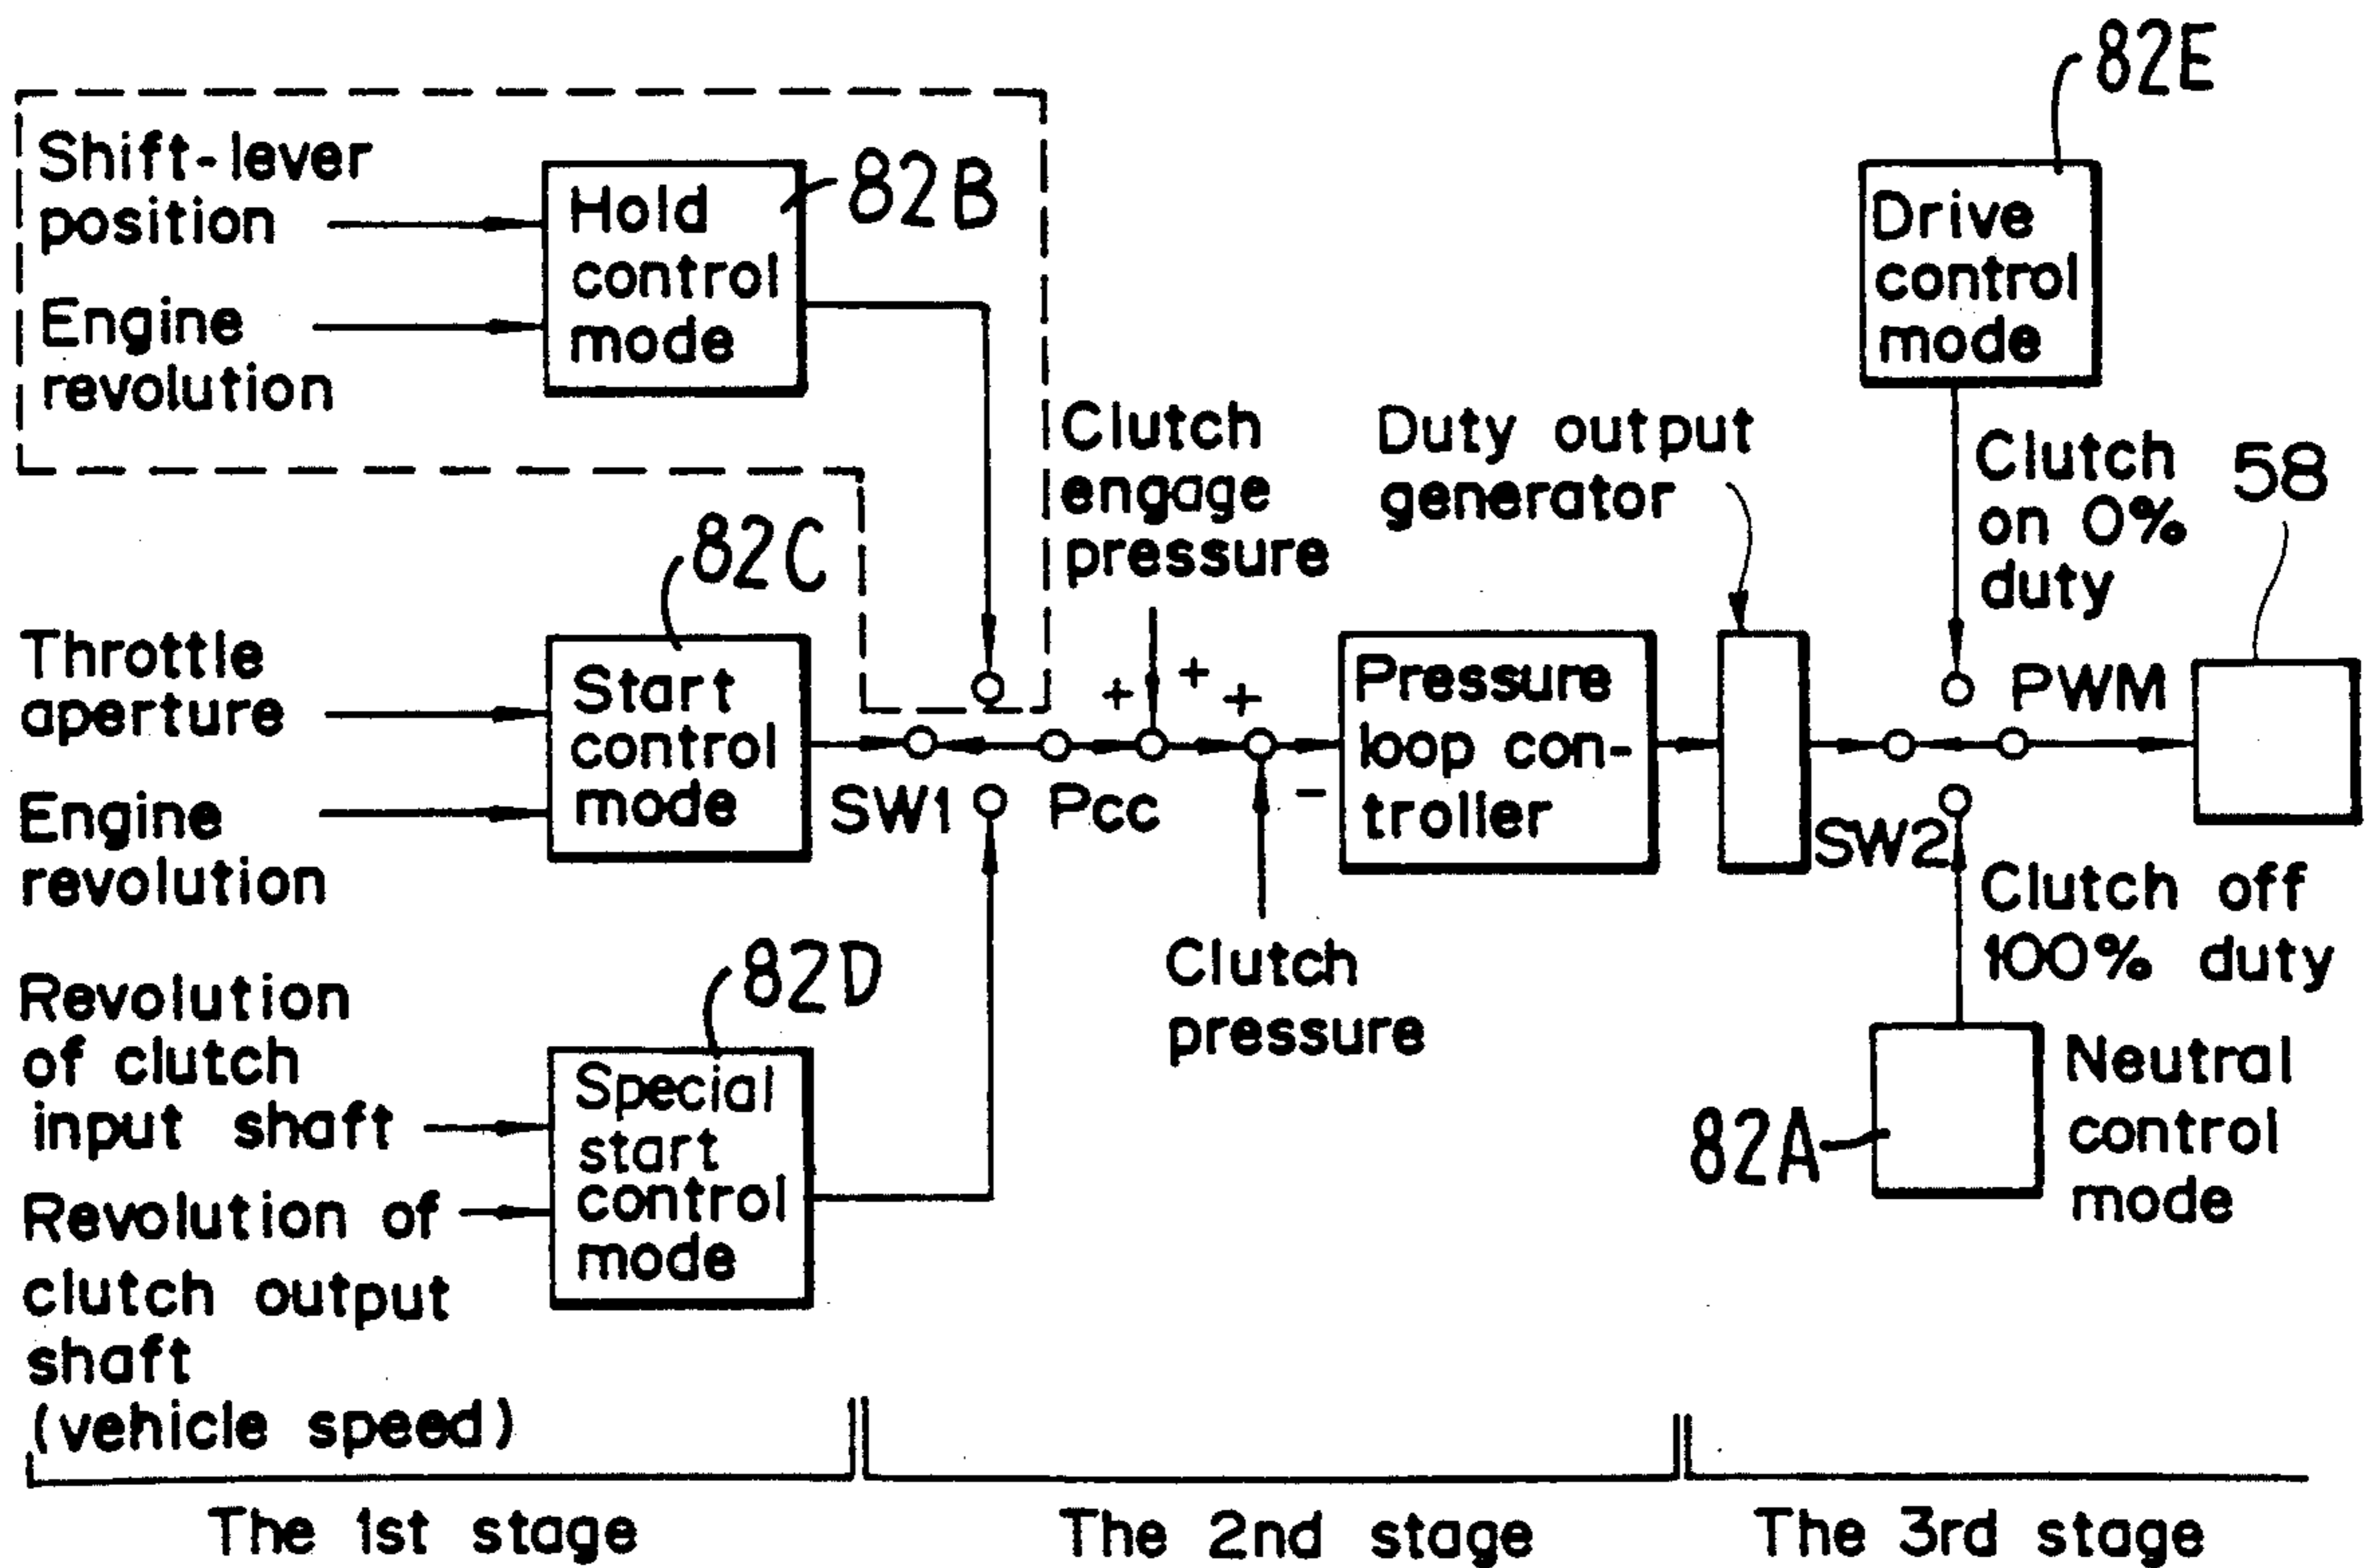 82E
Shift-lever
position
Engine
revolution
Hold
control
mode
82B
Drive
control
mode
Clutch
engage
pressure
Duty output
generator
Clutch
on 0%
duty
58
82C
Throttle
aperture
Engine
revolution
Start
control
mode
SW1
Pcc
+
+
+
-
Pressure
loop con-
troller
SW2
PWM
Clutch off
100% duty
Clutch
pressure
82D
Revolution
of clutch
input shaft
Revolution of
clutch output
shaft
(vehicle speed)
Special
start
control
mode
82A
Neutral
control
mode
The 1st stage
The 2nd stage
The 3rd stage